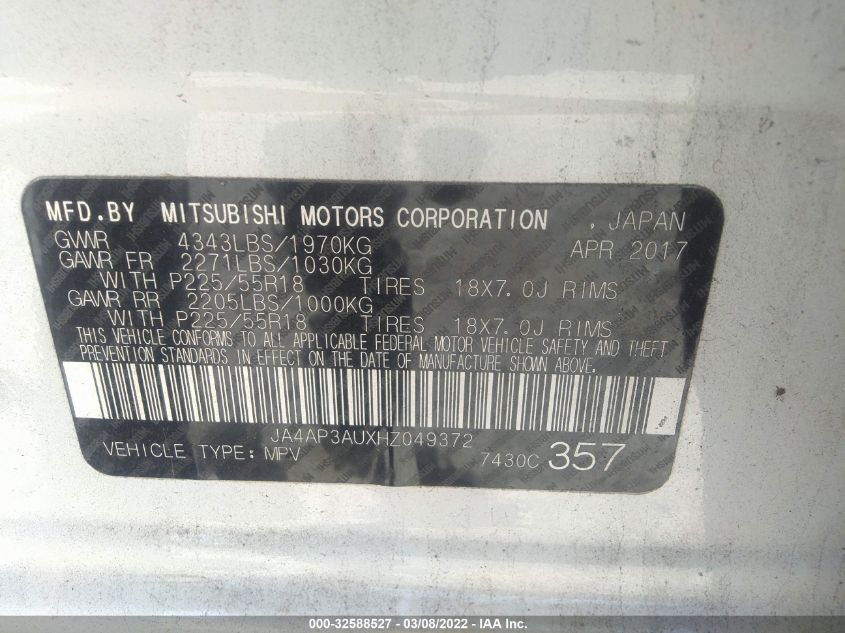 MFD.BY MITSUBISHI MOTORS CORPORATION , JAPAN
GVWR 4343LBS/1970KG APR 2017
GAWR FR 2271LBS/1030KG
WITH P225/55R18 TIRES 18X7.0J RIMS
GAWR RR 2205LBS/1000KG
WITH P225/55R18 TIRES 18X7.0J RIMS
THIS VEHICLE CONFORMS TO ALL APPLICABLE FEDERAL MOTOR VEHICLE SAFETY AND THEFT
PREVENTION STANDARDS IN EFFECT ON THE DATE OF MANUFACTURE SHOWN ABOVE.
JA4AP3AUXHZ049372
VEHICLE TYPE: MPV 7430C 357
000-32588527 - 03/08/2022 - IAA Inc.